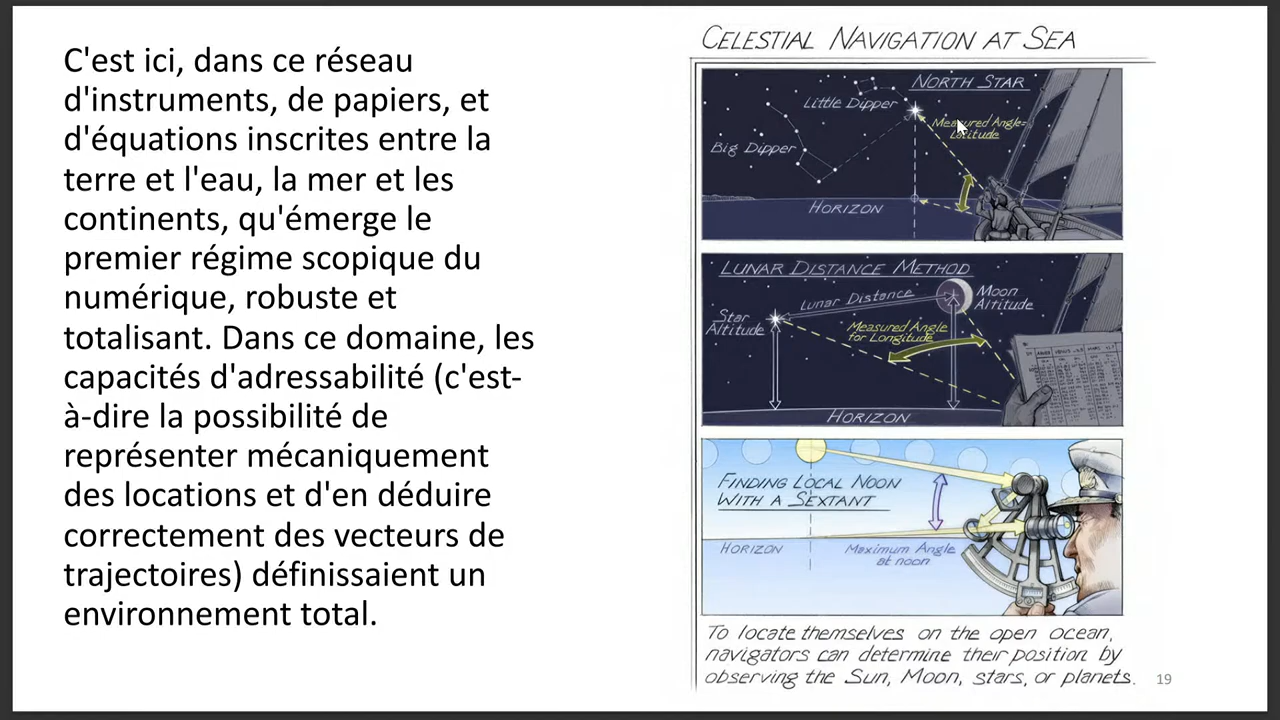 C'est ici, dans ce réseau
d'instruments, de papiers, et
d'équations inscrites entre la
terre et l'eau, la mer et les
continents, qu'émerge le
premier régime scopique du
numérique, robuste et
totalisant. Dans ce domaine, les
capacités d'adressabilité (c'est-
à-dire la possibilité de
représenter mécaniquement
des locations et d'en déduire
correctement des vecteurs de
trajectoires) définissaient un
environnement total.
CELESTIAL NAVIGATION AT SEA
NORTH STAR
Little Dipper
Measured Angle=
Latitude
Big Dipper
HORIZON
LUNAR DISTANCE METHOD
Lunar Distance
Moon
Altitude
Star
Altitude
Measured Angle
for Longitude
HORIZON
FINDING LOCAL NOON
WITH A SEXTANT
HORIZON
Maximum Angle
at noon
To locate themselves on the open ocean,
navigators can determine their position by
observing the Sun, Moon, stars, or planets.
19